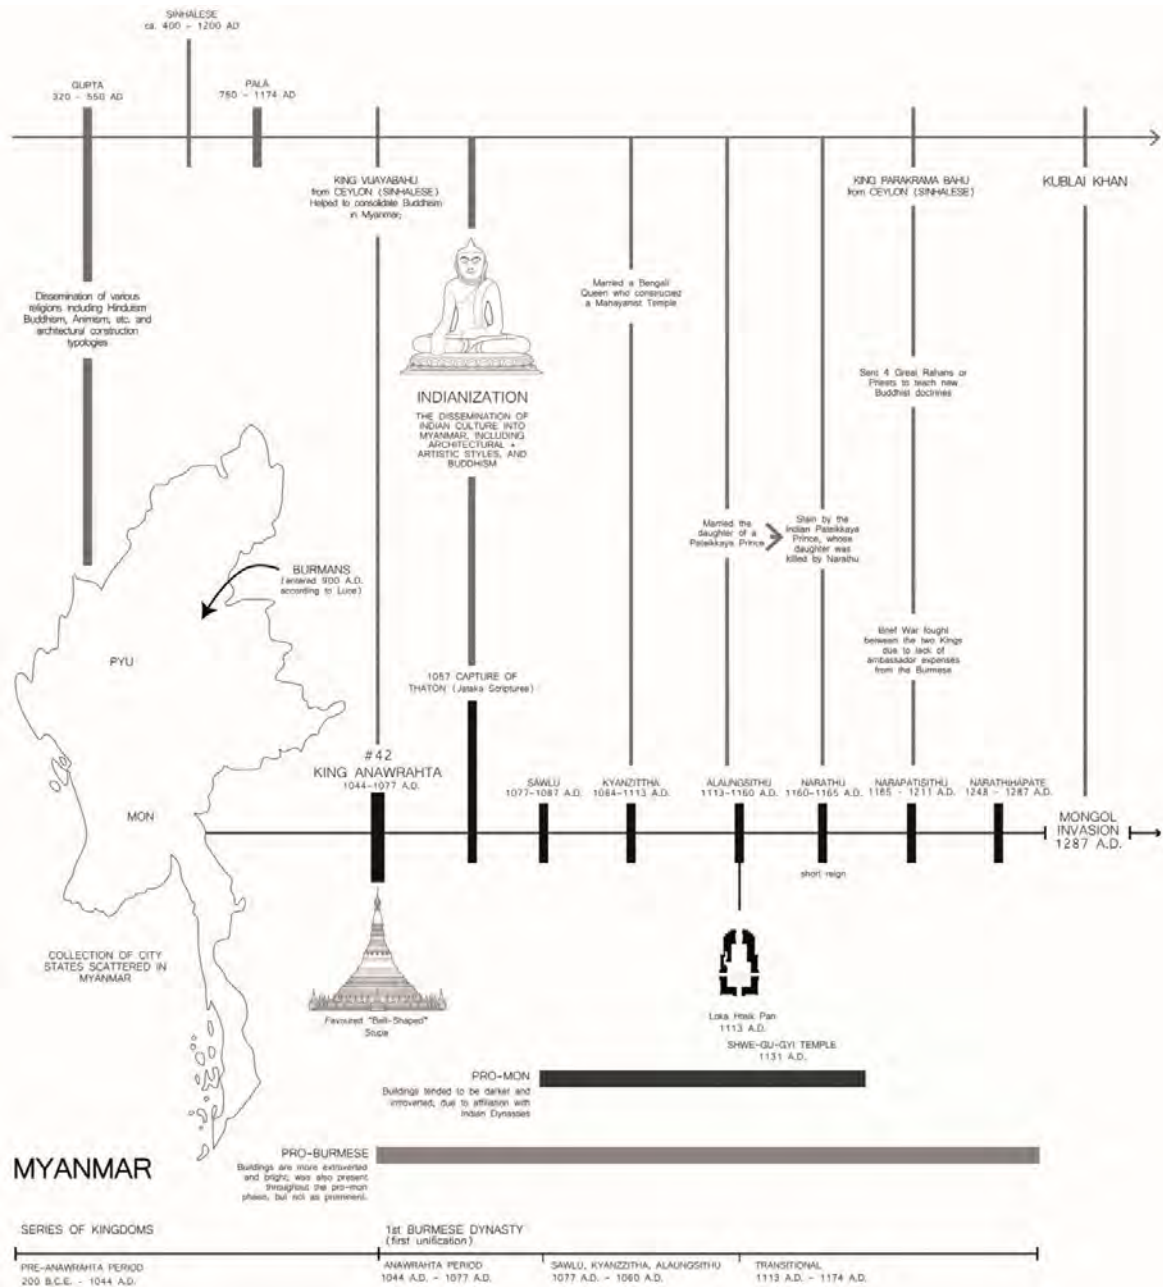 SINHALESE
ca. 400 - 1200 AD
GUPTA
320 - 550 AD
PALA
750 - 1174 AD
KING VIJAYABAHU
from CEYLON (SINHALESE)
Helped to consolidate Buddhism
in Myanmar;
KING PARAKRAMA BAHU
from CEYLON (SINHALESE)
KUBLAI KHAN
Dissemination of various
religions including Hinduism
Buddhism, Animism, etc. and
architectural construction
typologies
Married a Bengali
Queen who constructed
a Mahayanist Temple
INDIANIZATION
THE DISSEMINATION OF
INDIAN CULTURE INTO
MYANMAR, INCLUDING
ARCHITECTURAL +
ARTISTIC STYLES, AND
BUDDHISM
Sent 4 Great Rahans or
Priests to teach new
Buddhist doctrines
Married the
daughter of a
Pateikkaya Prince
Slain by the
Indian Pateikkaya
Prince, whose
daughter was
killed by Narathu
BURMANS
(entered 900 A.D.
according to Luce)
PYU
MON
Brief War fought
between the two Kings
due to lack of
ambassador expenses
from the Burmese
1057 CAPTURE OF
THATON (Jataka Scriptures)
#42
KING ANAWRAHTA
1044-1077 A.D.
SAWLU
1077-1087 A.D.
KYANZITTHA
1084-1113 A.D.
ALAUNGSITHU
1113-1160 A.D.
NARATHU
1160-1165 A.D.
NARAPATISITHU
1165 - 1211 A.D.
NARATHIHAPATE
1248 - 1287 A.D.
MONGOL
INVASION
1287 A.D.
short reign
COLLECTION OF CITY
STATES SCATTERED IN
MYANMAR
Favoured "Bell-Shaped"
Stupa
Loka Hteik Pan
1113 A.D.
SHWE-GU-GYI TEMPLE
1131 A.D.
PRO-MON
Buildings tended to be darker and
introverted, due to affiliation with
Indian Dynasties
PRO-BURMESE
Buildings are more extroverted
and bright; was also present
throughout the pro-mon
phase, but not as prominent.
MYANMAR
SERIES OF KINGDOMS
1st BURMESE DYNASTY
(first unification)
PRE-ANAWRAHTA PERIOD
200 B.C.E. - 1044 A.D.
ANAWRAHTA PERIOD
1044 A.D. - 1077 A.D.
SAWLU, KYANZZITHA, ALAUNGSITHU
1077 A.D. - 1060 A.D.
TRANSITIONAL
1113 A.D. - 1174 A.D.